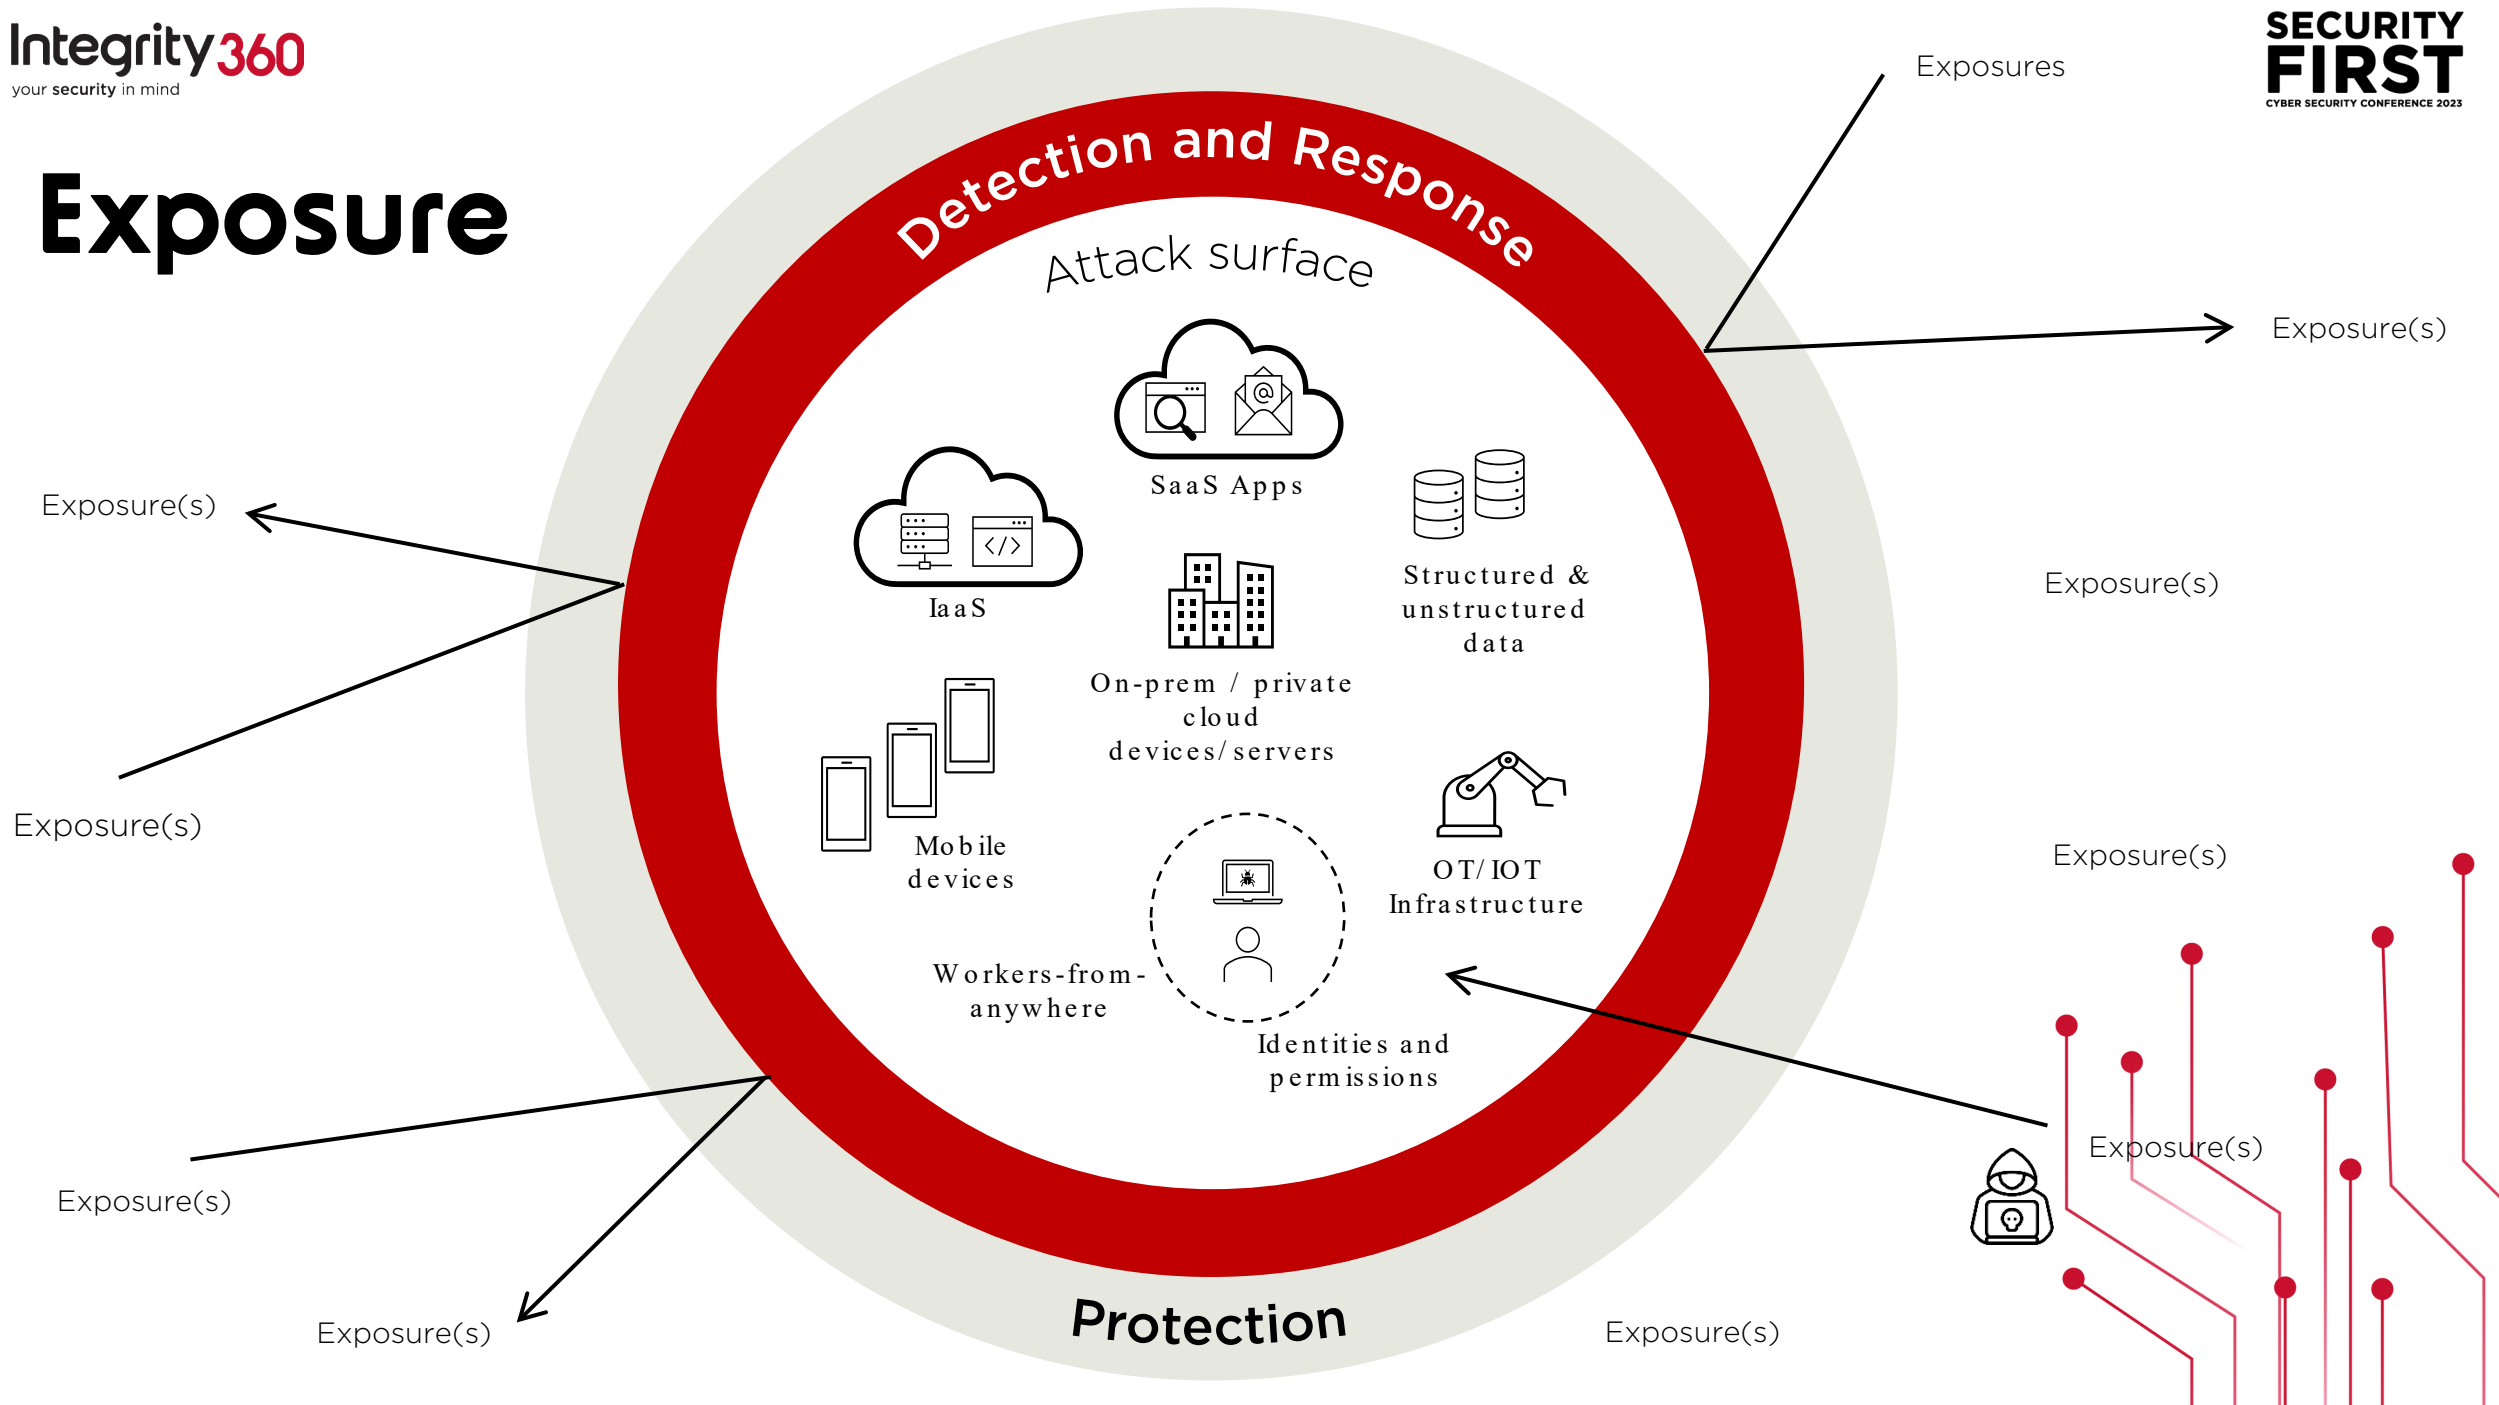 Integrity360
your security in mind
SECURITY
FIRST
CYBER SECURITY CONFERENCE 2023
Exposure
Exposures
Detection and Response
Attack surface
Exposure(s)
SaaS Apps
Exposure(s)
IaaS
Structured &
unstructured
data
Exposure(s)
On-prem / private
cloud
devices/servers
Exposure(s)
Mobile
devices
OT/IOT
Infrastructure
Exposure(s)
Workers-from-
anywhere
Identities and
permissions
Exposure(s)
Exposure(s)
Exposure(s)
Protection
Exposure(s)